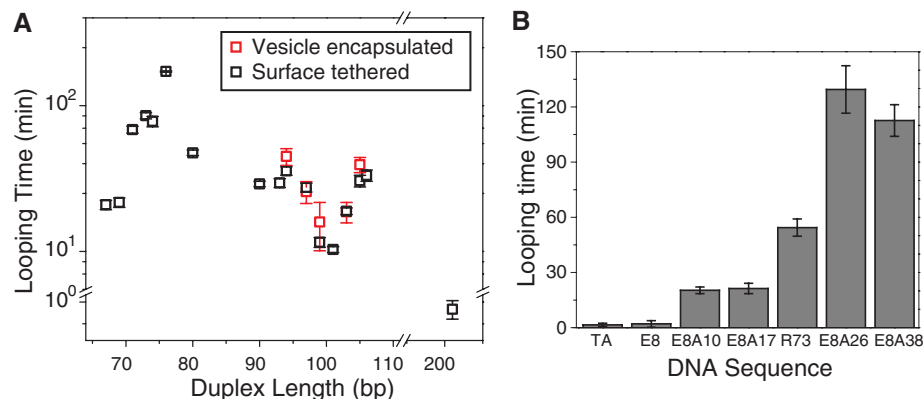 A
Vesicle encapsulated
Surface tethered
Looping Time (min)
10²
10¹
10⁰
70 80 90 100 110 200
Duplex Length (bp)
B
Looping time (min)
150
120
90
60
30
0
TA E8 E8A10 E8A17 R73 E8A26 E8A38
DNA Sequence